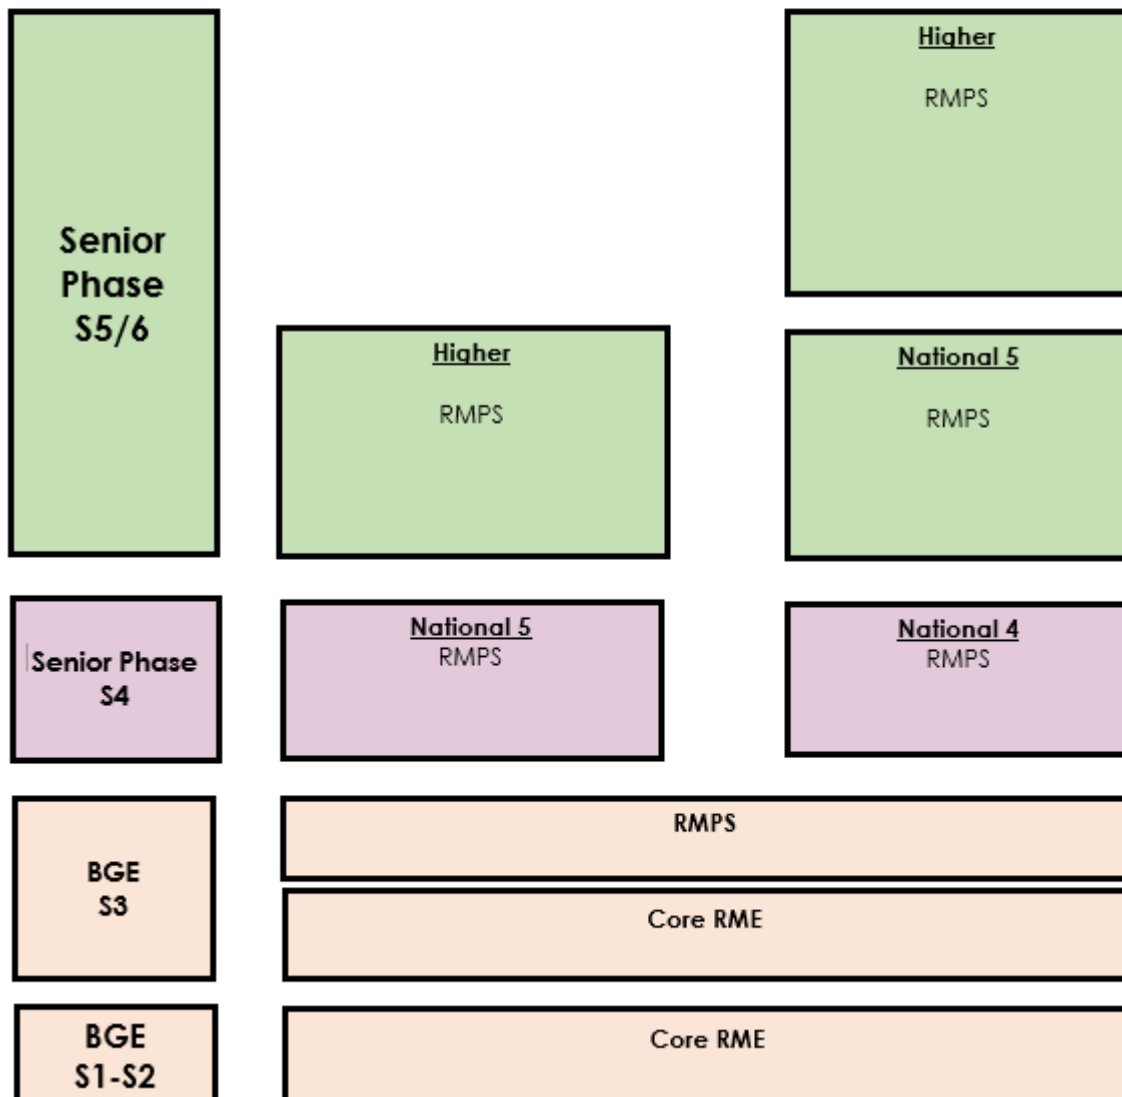 Higher
RMPS
Senior
Phase
S5/6
Higher
RMPS
National 5
RMPS
Senior Phase
S4
National 5
RMPS
National 4
RMPS
BGE
S3
RMPS
Core RME
BGE
S1-S2
Core RME